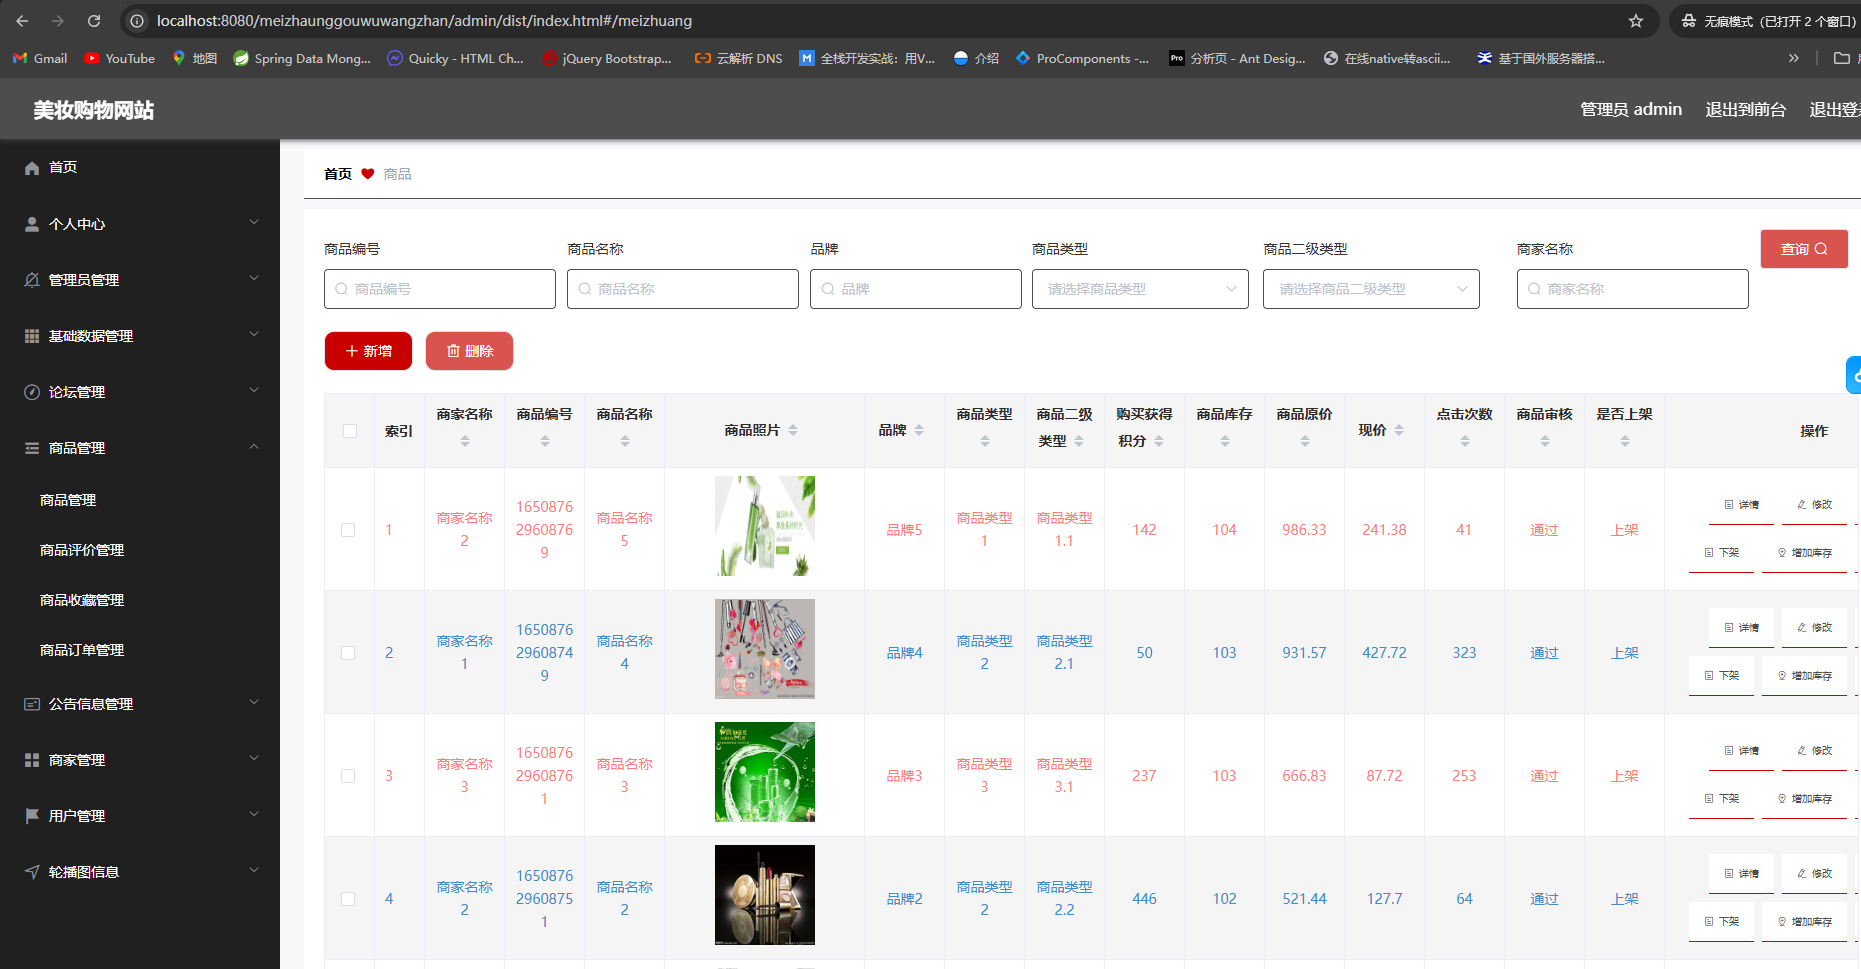 localhost:8080/meizhaunggouwuwangzhan/admin/dist/index.html#/meizhuang
无痕模式（已打开 2 个窗口）
Gmail YouTube 地图 Spring Data Mong... Quicky - HTML Ch... jQuery Bootstrap... 云解析 DNS 全栈开发实战：用V... 介绍 ProComponents -... Pro 分析页 - Ant Desig... 在线native转ascii... 基于国外服务器搭...
美妆购物网站
管理员 admin 退出到前台 退出登
首页
个人中心
管理员管理
基础数据管理
论坛管理
商品管理
商品管理
商品评价管理
商品收藏管理
商品订单管理
公告信息管理
商家管理
用户管理
轮播图信息
首页 商品
商品编号 商品名称 品牌 商品类型 商品二级类型 商家名称 查询
商品编号 商品名称 品牌 请选择商品类型 请选择商品二级类型 商家名称
新增 删除
索引 商家名称 商品编号 商品名称 商品照片 品牌 商品类型 商品二级类型 购买获得积分 商品库存 商品原价 现价 点击次数 商品审核 是否上架 操作
1 商家名称2 165087629608769 商品名称5 品牌5 商品类型1 商品类型1.1 142 104 986.33 241.38 41 通过 上架 详情 修改
下架 增加库存
2 商家名称1 165087629608749 商品名称4 品牌4 商品类型2 商品类型2.1 50 103 931.57 427.72 323 通过 上架 详情 修改
下架 增加库存
3 商家名称3 165087629608761 商品名称3 品牌3 商品类型3 商品类型3.1 237 103 666.83 87.72 253 通过 上架 详情 修改
下架 增加库存
4 商家名称2 165087629608751 商品名称2 品牌2 商品类型2 商品类型2.2 446 102 521.44 127.7 64 通过 上架 详情 修改
下架 增加库存